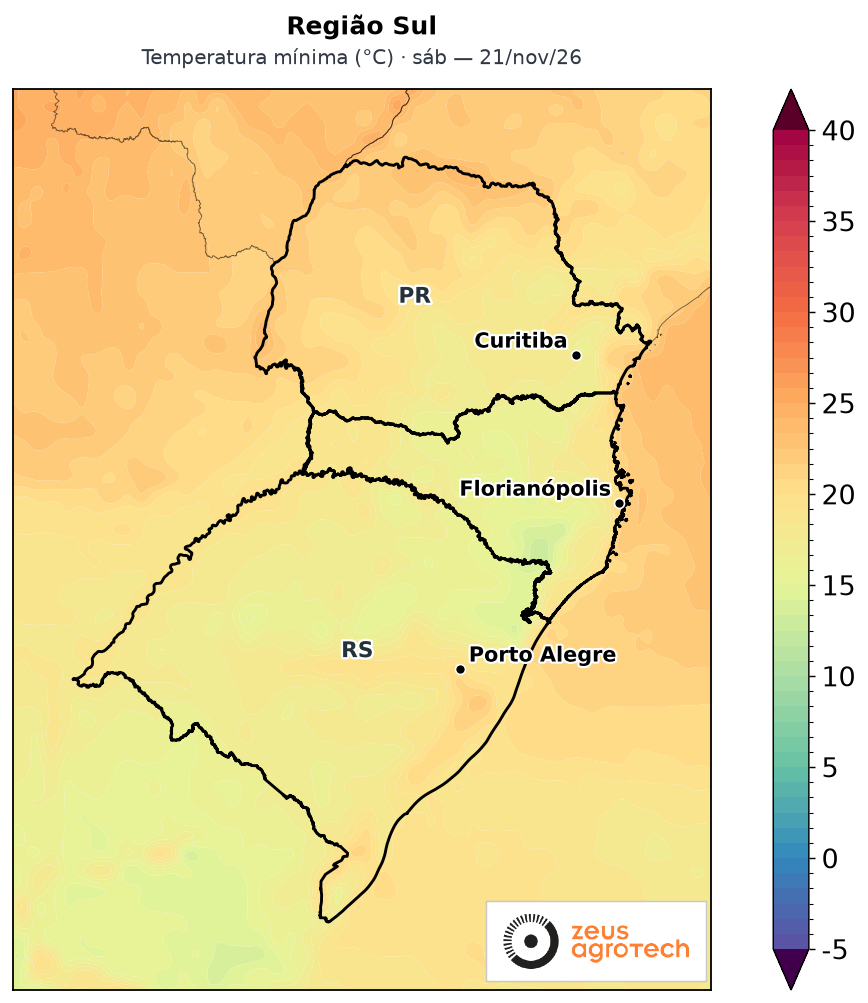 Região Sul
Temperatura mínima (°C) · sáb — 21/nov/26
PR
Curitiba
Florianópolis
RS
Porto Alegre
40
35
30
25
20
15
10
5
0
-5
zeus
agrotech